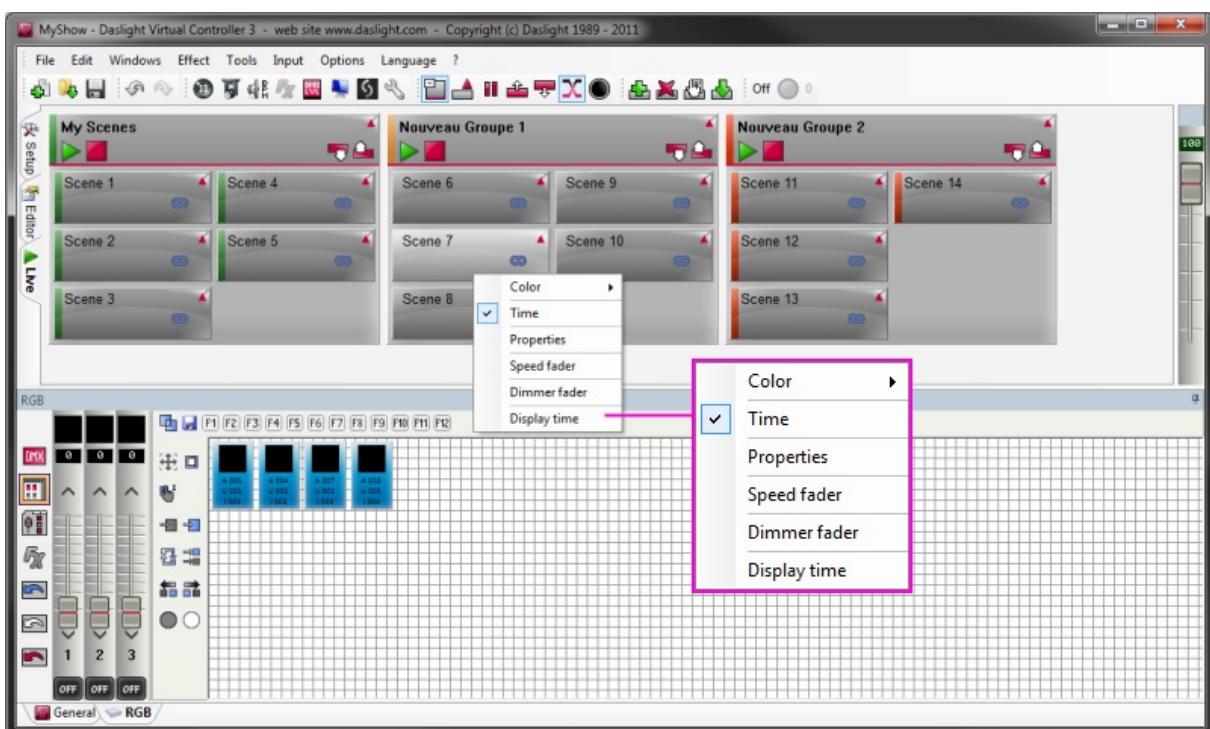 MyShow - Daslight Virtual Controller 3 - web site www.daslight.com - Copyright (c) Daslight 1989 - 2011
File Edit Windows Effect Tools Input Options Language ?
Off 0
Setup
Editor
Live
My Scenes
Nouveau Groupe 1
Nouveau Groupe 2
100
Scene 1
Scene 4
Scene 6
Scene 9
Scene 11
Scene 14
Scene 2
Scene 5
Scene 7
Scene 10
Scene 12
Scene 3
Scene 8
Scene 13
Color
Time
Properties
Speed fader
Dimmer fader
Display time
Color
Time
Properties
Speed fader
Dimmer fader
Display time
RGB
F1 F2 F3 F4 F5 F6 F7 F8 F9 F10 F11 F12
DMX
0 0 0
1 2 3
OFF OFF OFF
General RGB